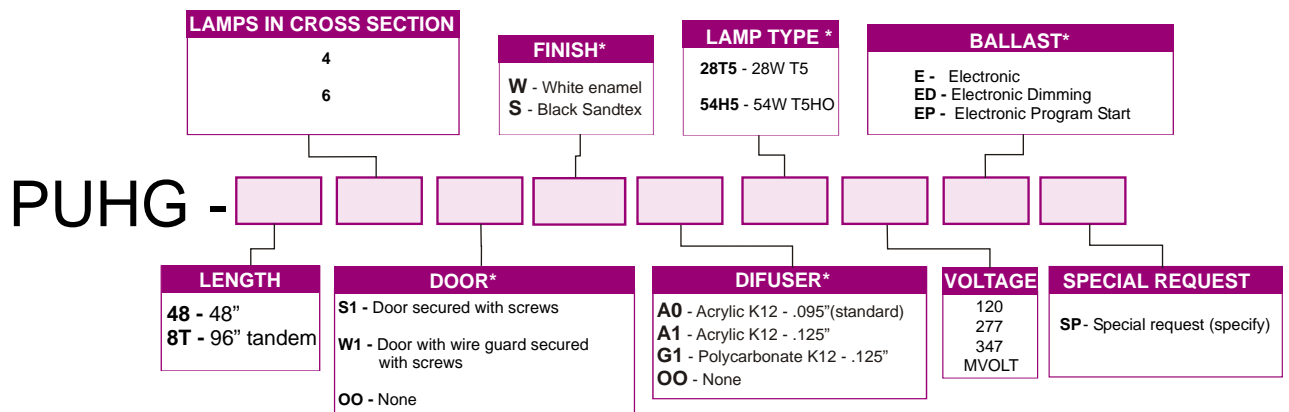 LAMPS IN CROSS SECTION
4
6
FINISH*
W - White enamel
S - Black Sandtex
LAMP TYPE *
28T5 - 28W T5
54H5 - 54W T5HO
BALLAST*
E - Electronic
ED - Electronic Dimming
EP - Electronic Program Start
PUHG -
LENGTH
48 - 48”
8T - 96” tandem
DOOR*
S1 - Door secured with screws
W1 - Door with wire guard secured
with screws
OO - None
DIFUSER*
A0 - Acrylic K12 - .095”(standard)
A1 - Acrylic K12 - .125”
G1 - Polycarbonate K12 - .125”
OO - None
VOLTAGE
120
277
347
MVOLT
SPECIAL REQUEST
SP - Special request (specify)